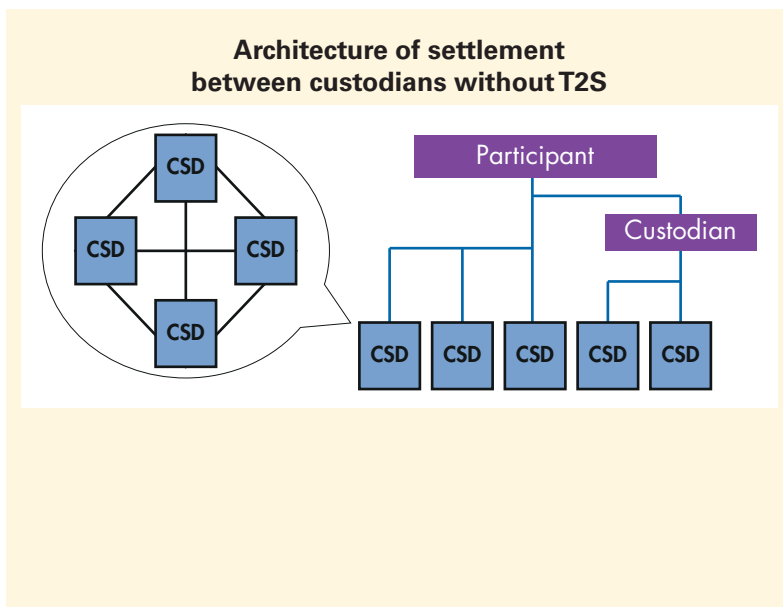 Architecture of settlement
between custodians without T2S
CSD
CSD
CSD
CSD
Participant
Custodian
CSD
CSD
CSD
CSD
CSD